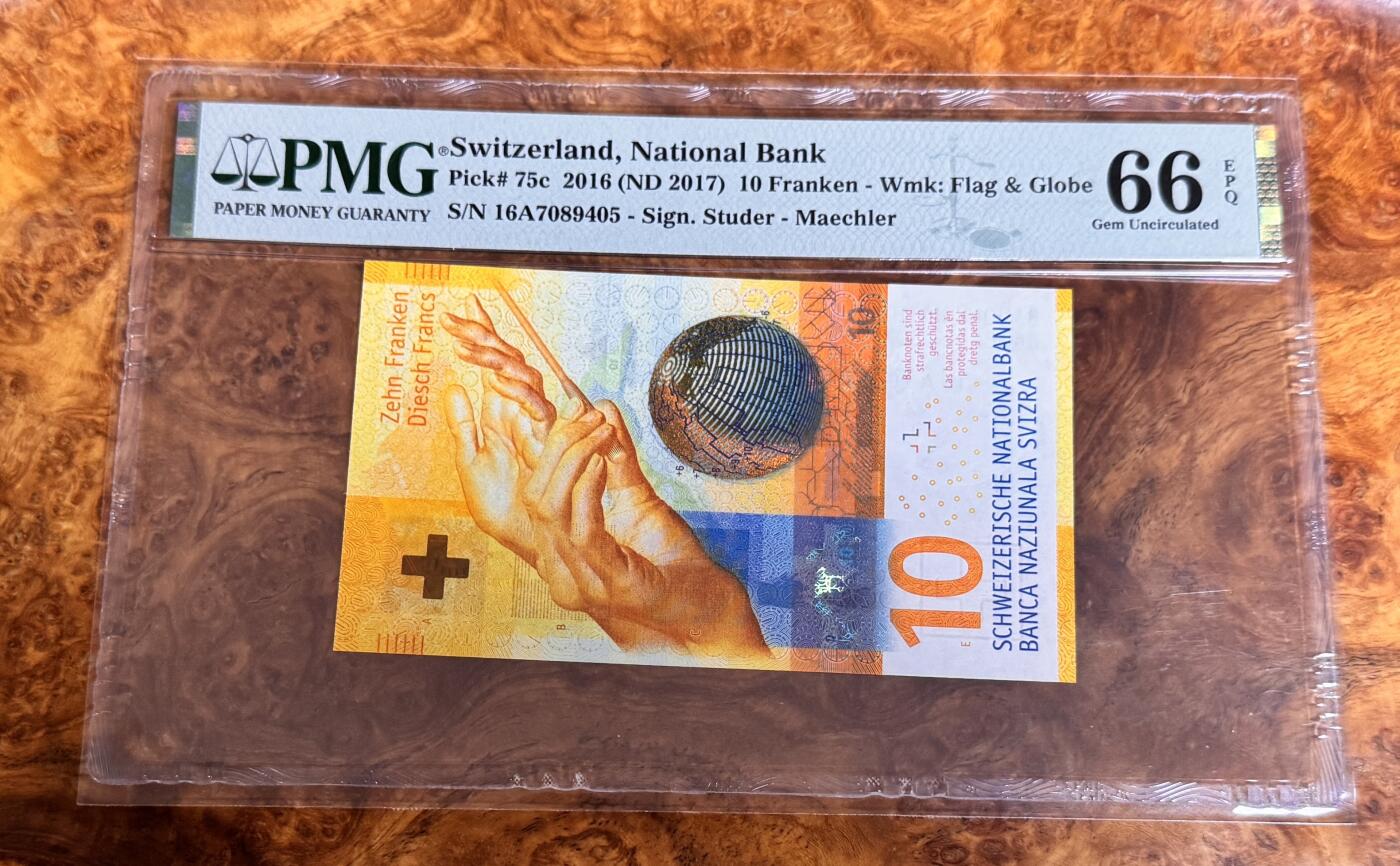 PMG®
PAPER MONEY GUARANTY
Switzerland, National Bank
Pick# 75c 2016 (ND 2017) 10 Franken - Wmk: Flag & Globe
S/N 16A7089405 - Sign. Studer - Maechler
66
Gem Uncirculated
EPQ
Zehn Franken
Diesch Francs
10
Banknoten sind
strafrechtlich
geschützt.
Las bancnotas èn
protegidas dal
dretg penal.
10
SCHWEIZERISCHE NATIONALBANK
BANCA NAZIUNALA SVIZRA
A
B
C
E